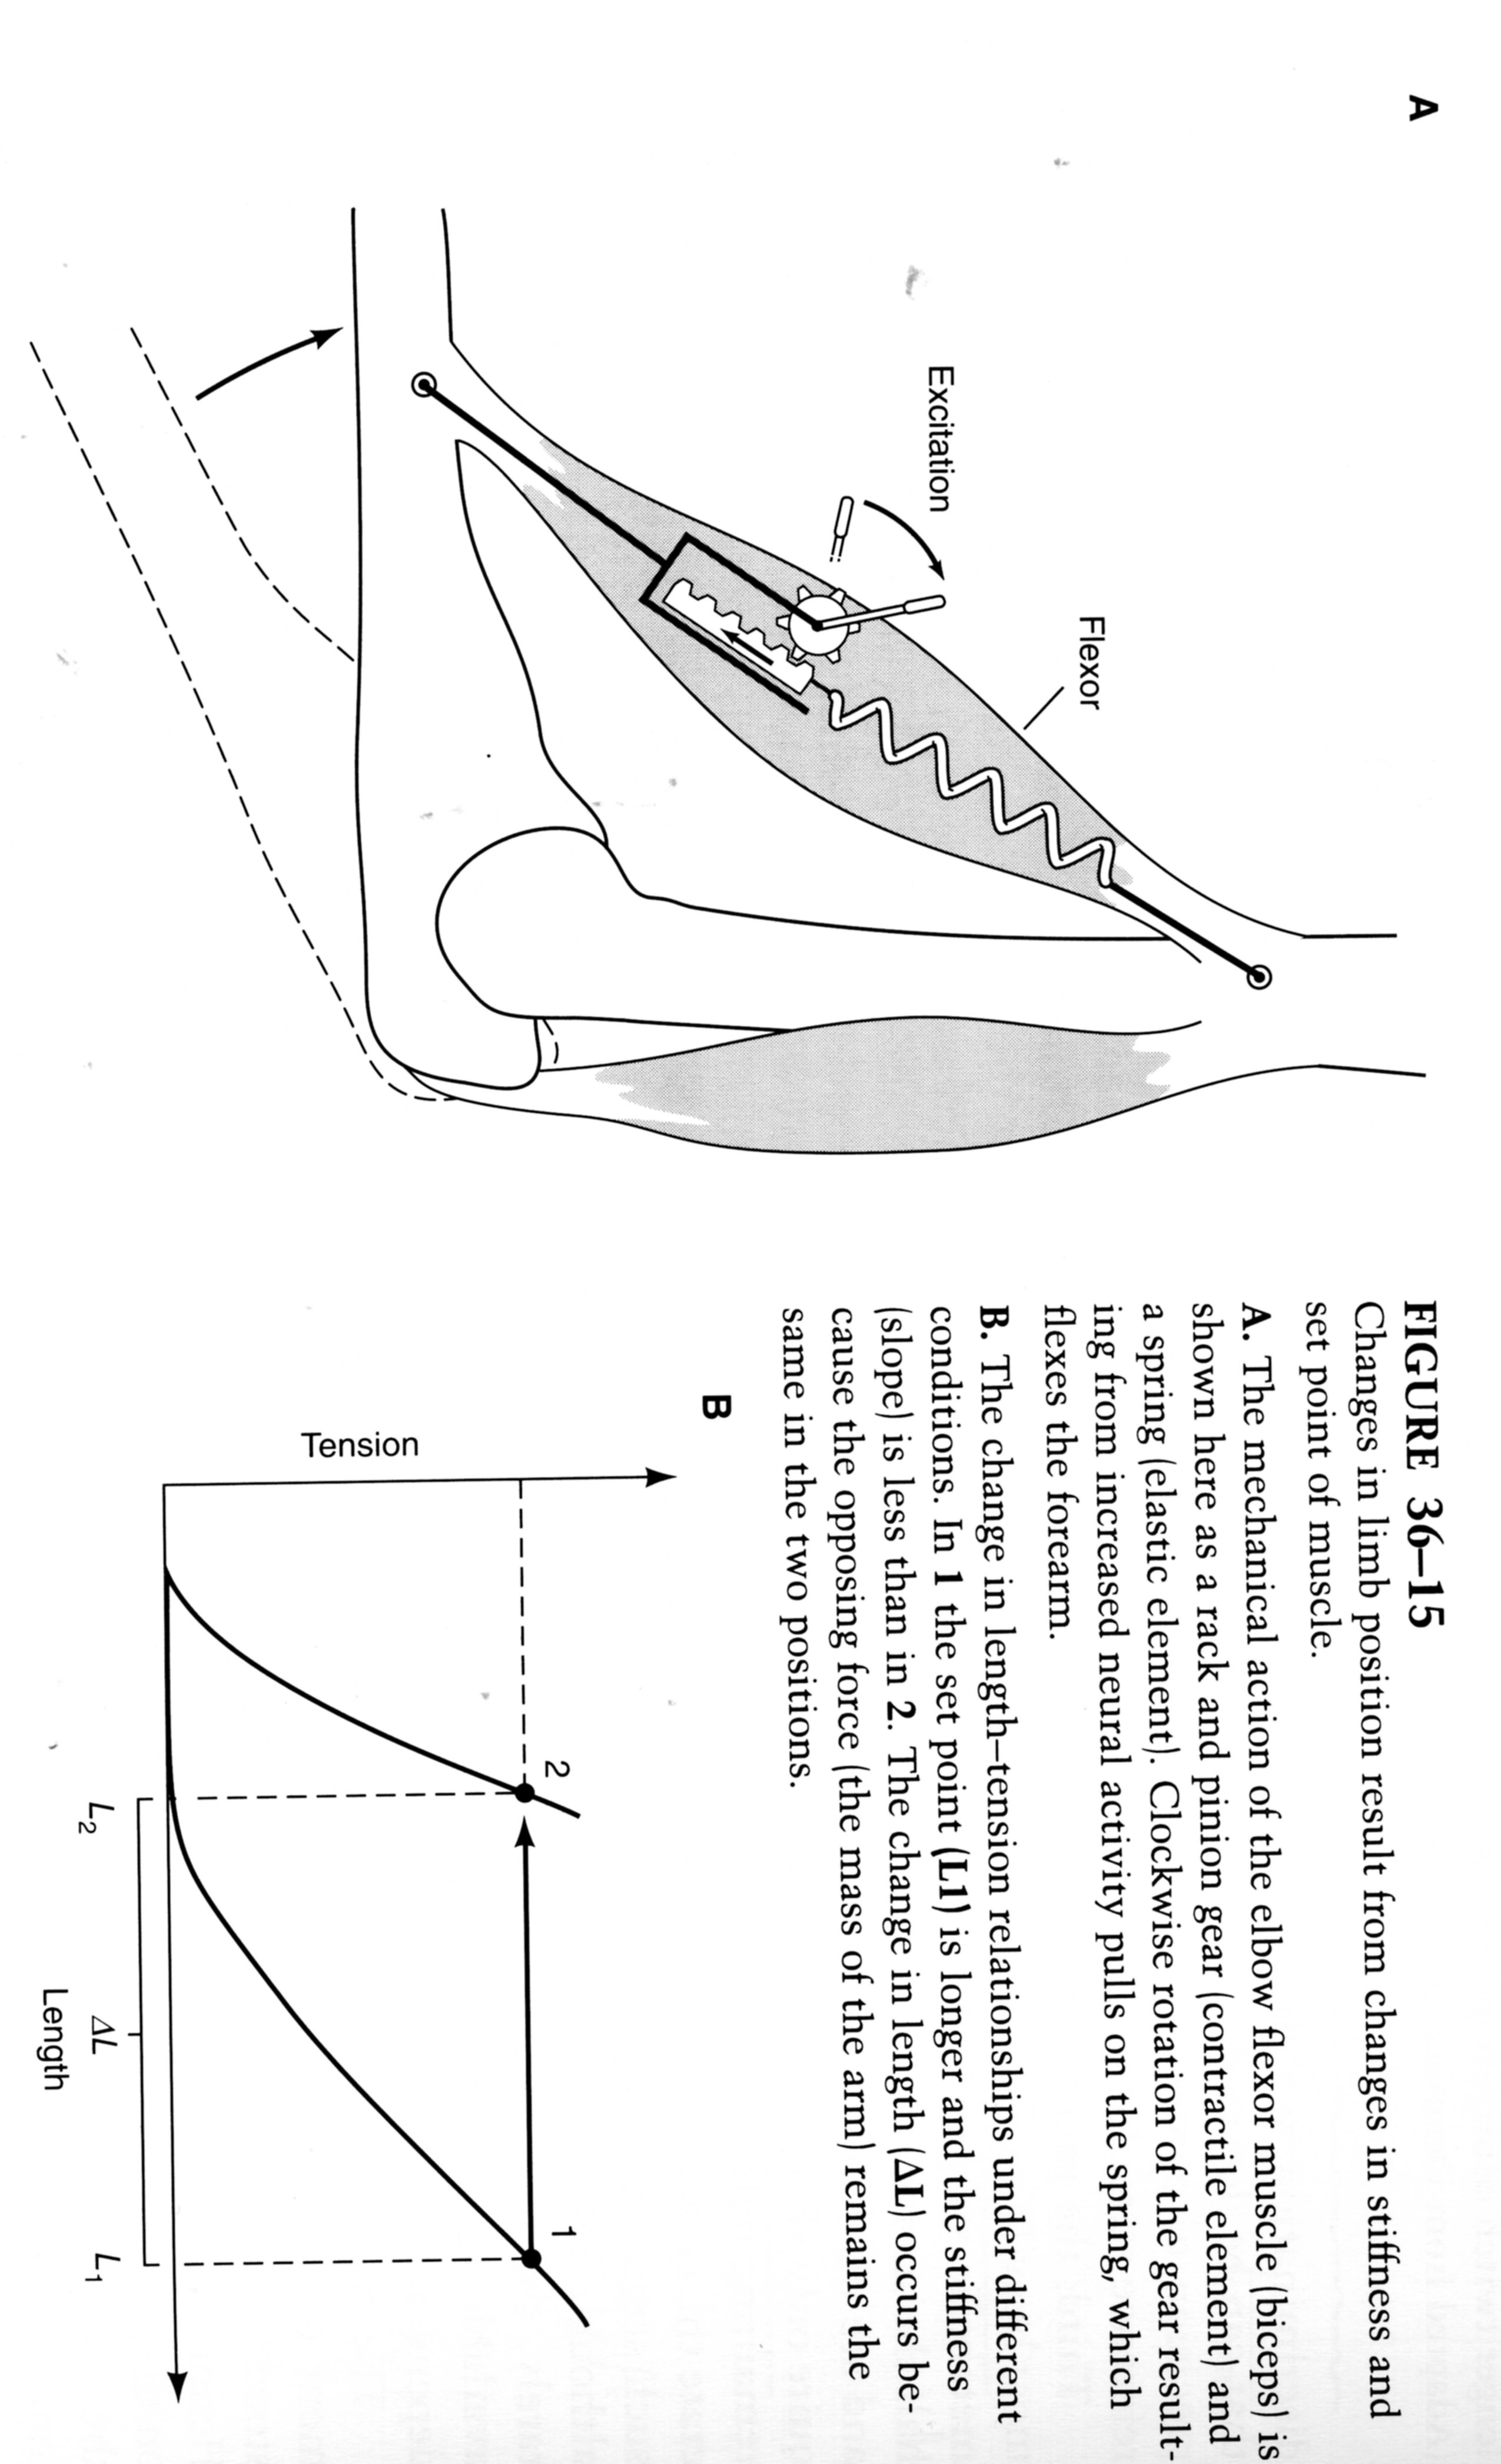 A
Excitation
Flexor
FIGURE 36–15
Changes in limb position result from changes in stiffness and
set point of muscle.
A. The mechanical action of the elbow flexor muscle (biceps) is
shown here as a rack and pinion gear (contractile element) and
a spring (elastic element). Clockwise rotation of the gear result-
ing from increased neural activity pulls on the spring, which
flexes the forearm.
B. The change in length–tension relationships under different
conditions. In 1 the set point (L1) is longer and the stiffness
(slope) is less than in 2. The change in length (ΔL) occurs be-
cause the opposing force (the mass of the arm) remains the
same in the two positions.
B
Tension
2
1
L₂
ΔL
L₁
Length